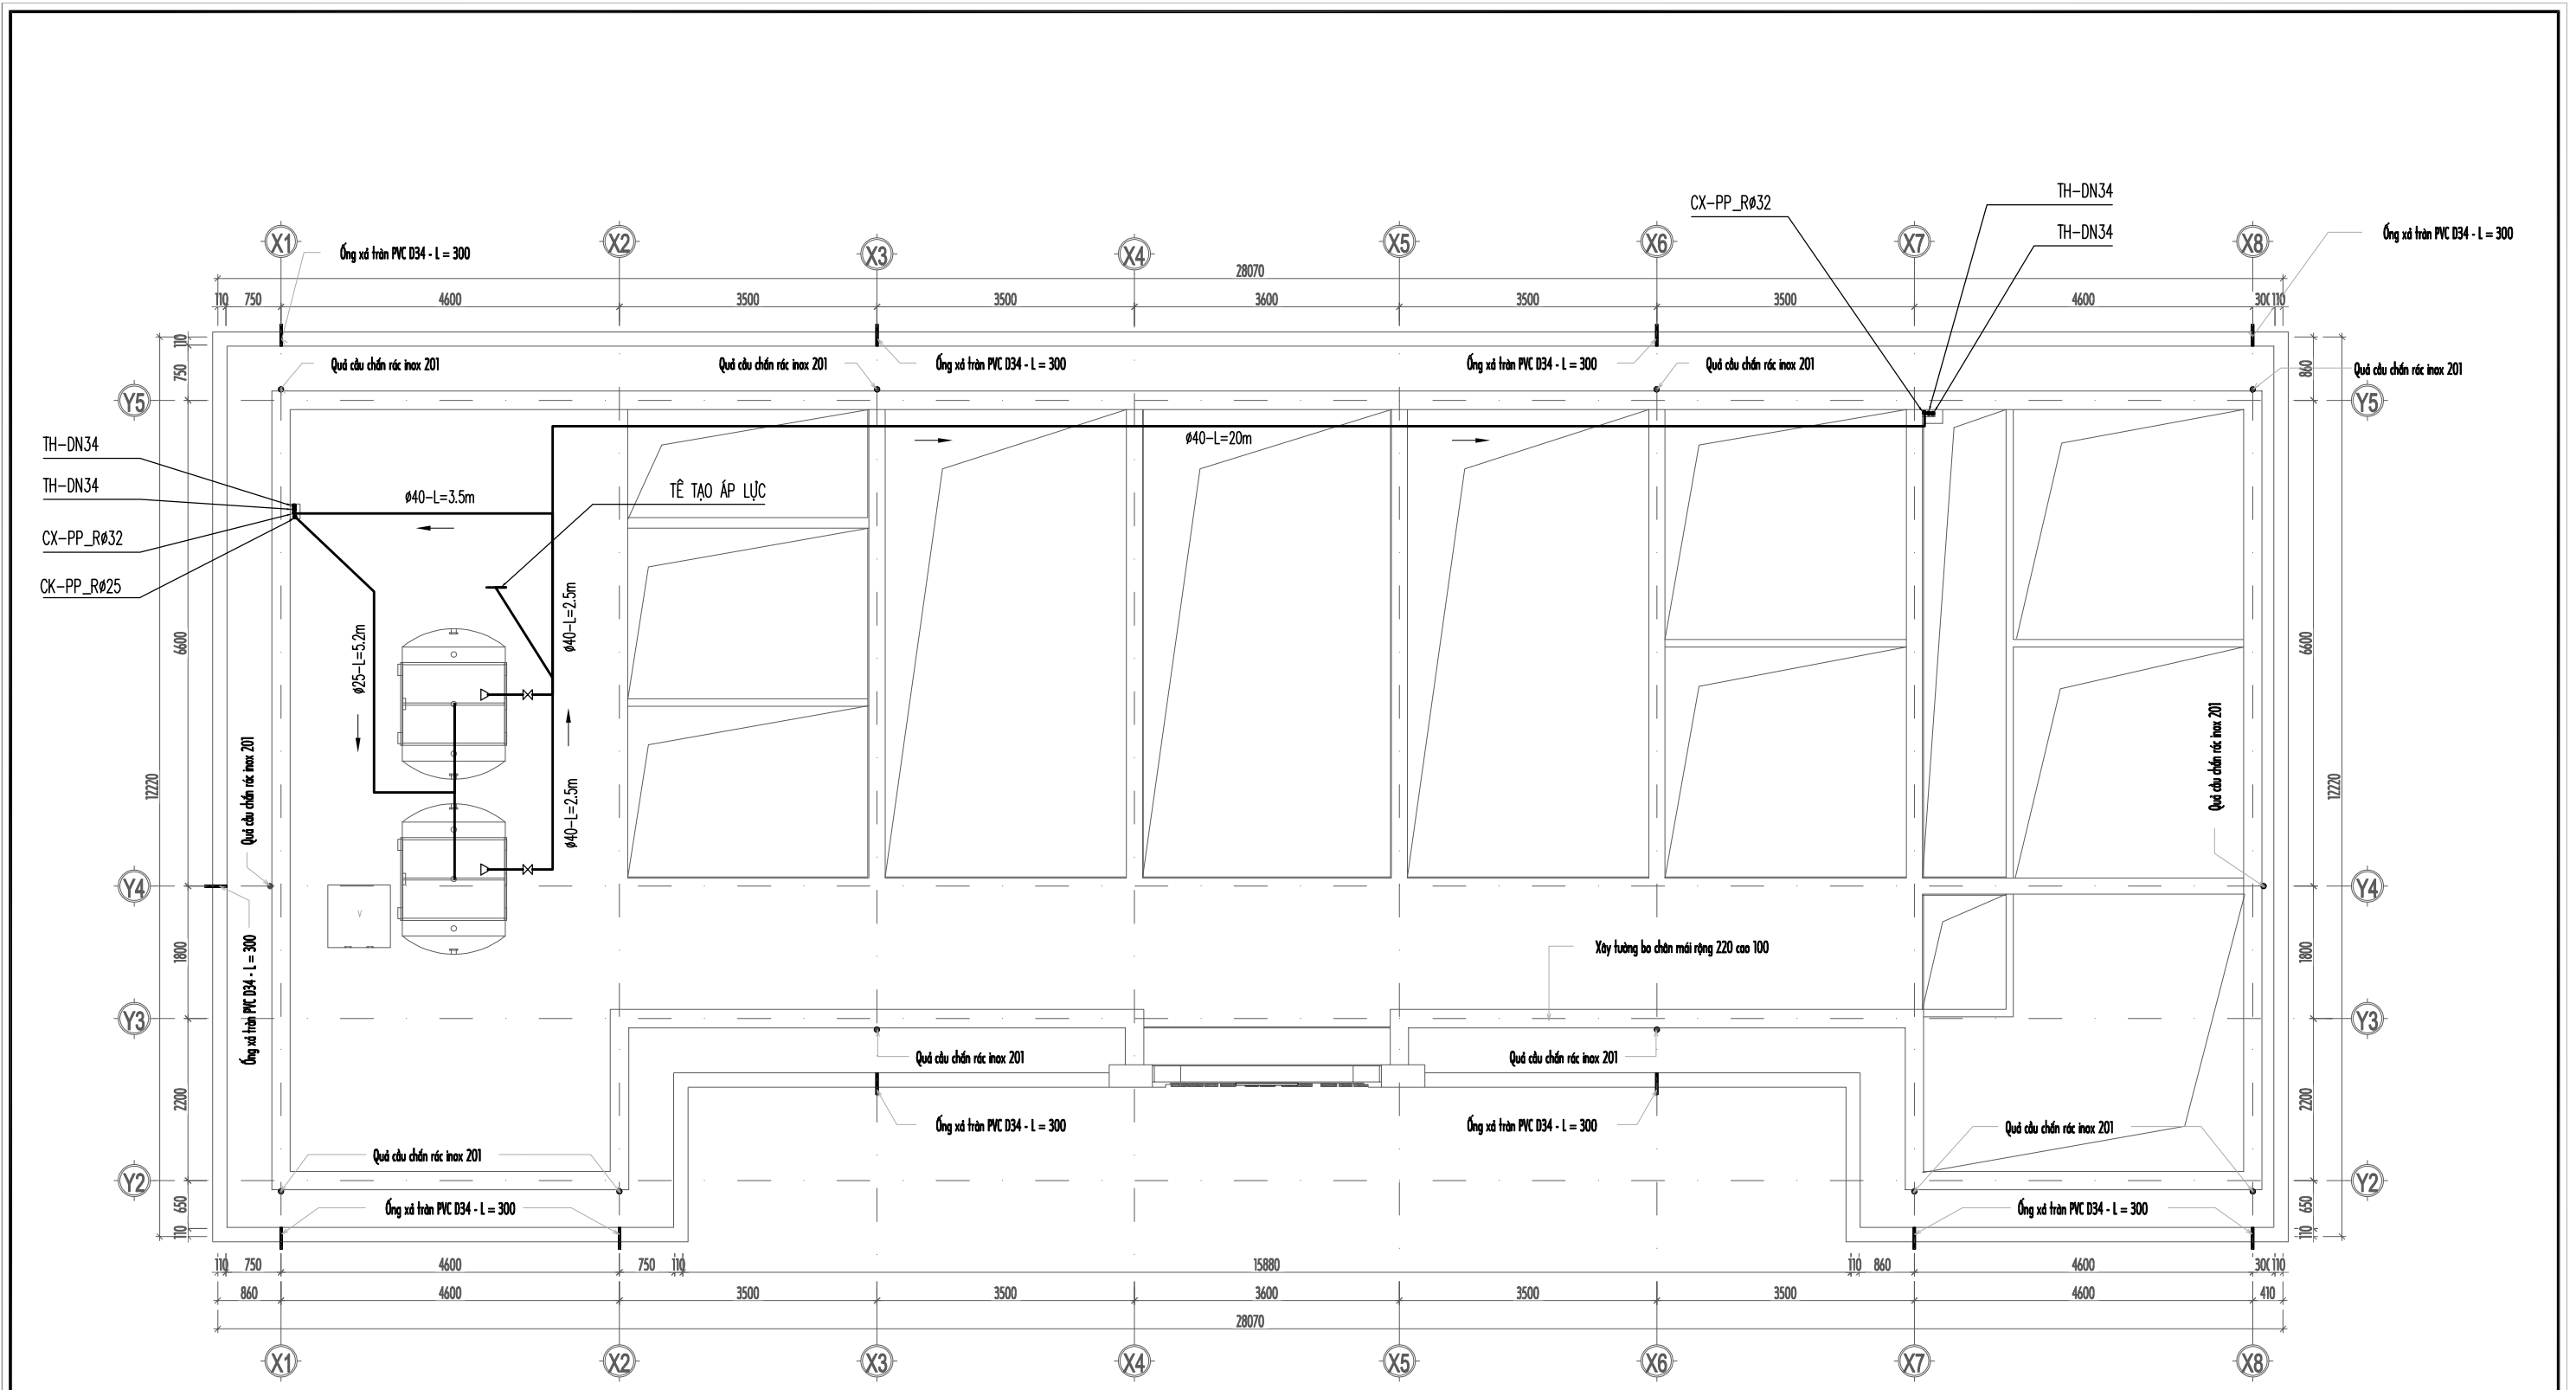 TH-DN34
CX-PP_RØ32
TH-DN34
X1
X2
X3
X4
X5
X6
X7
X8
Ống xả tràn PVC D34 - L = 300
Ống xả tràn PVC D34 - L = 300
28070
110
750
4600
3500
3500
3600
3500
3500
4600
300
110
110
750
860
Quả cầu chắn rác inox 201
Quả cầu chắn rác inox 201
Ống xả tràn PVC D34 - L = 300
Ống xả tràn PVC D34 - L = 300
Quả cầu chắn rác inox 201
Quả cầu chắn rác inox 201
Y5
Y5
TH-DN34
Ø40-L=20m
TH-DN34
Ø40-L=3.5m
TÊ TẠO ÁP LỰC
CX-PP_RØ32
CK-PP_RØ25
Ø40-L=2.5m
Ø25-L=5.2m
6600
6600
12220
12220
Quả cầu chắn rác inox 201
Quả cầu chắn rác inox 201
Ø40-L=2.5m
Y4
Y4
V
1800
Ống xả tràn PVC D34 - L = 300
Xây tường bo chân mái rộng 220 cao 100
1800
Y3
Y3
Quả cầu chắn rác inox 201
Quả cầu chắn rác inox 201
2200
2200
Ống xả tràn PVC D34 - L = 300
Ống xả tràn PVC D34 - L = 300
Quả cầu chắn rác inox 201
Quả cầu chắn rác inox 201
Y2
Y2
650
650
Ống xả tràn PVC D34 - L = 300
Ống xả tràn PVC D34 - L = 300
110
110
110
750
4600
750
110
15880
110
860
4600
300
110
860
4600
3500
3500
3600
3500
3500
4600
410
28070
X1
X2
X3
X4
X5
X6
X7
X8